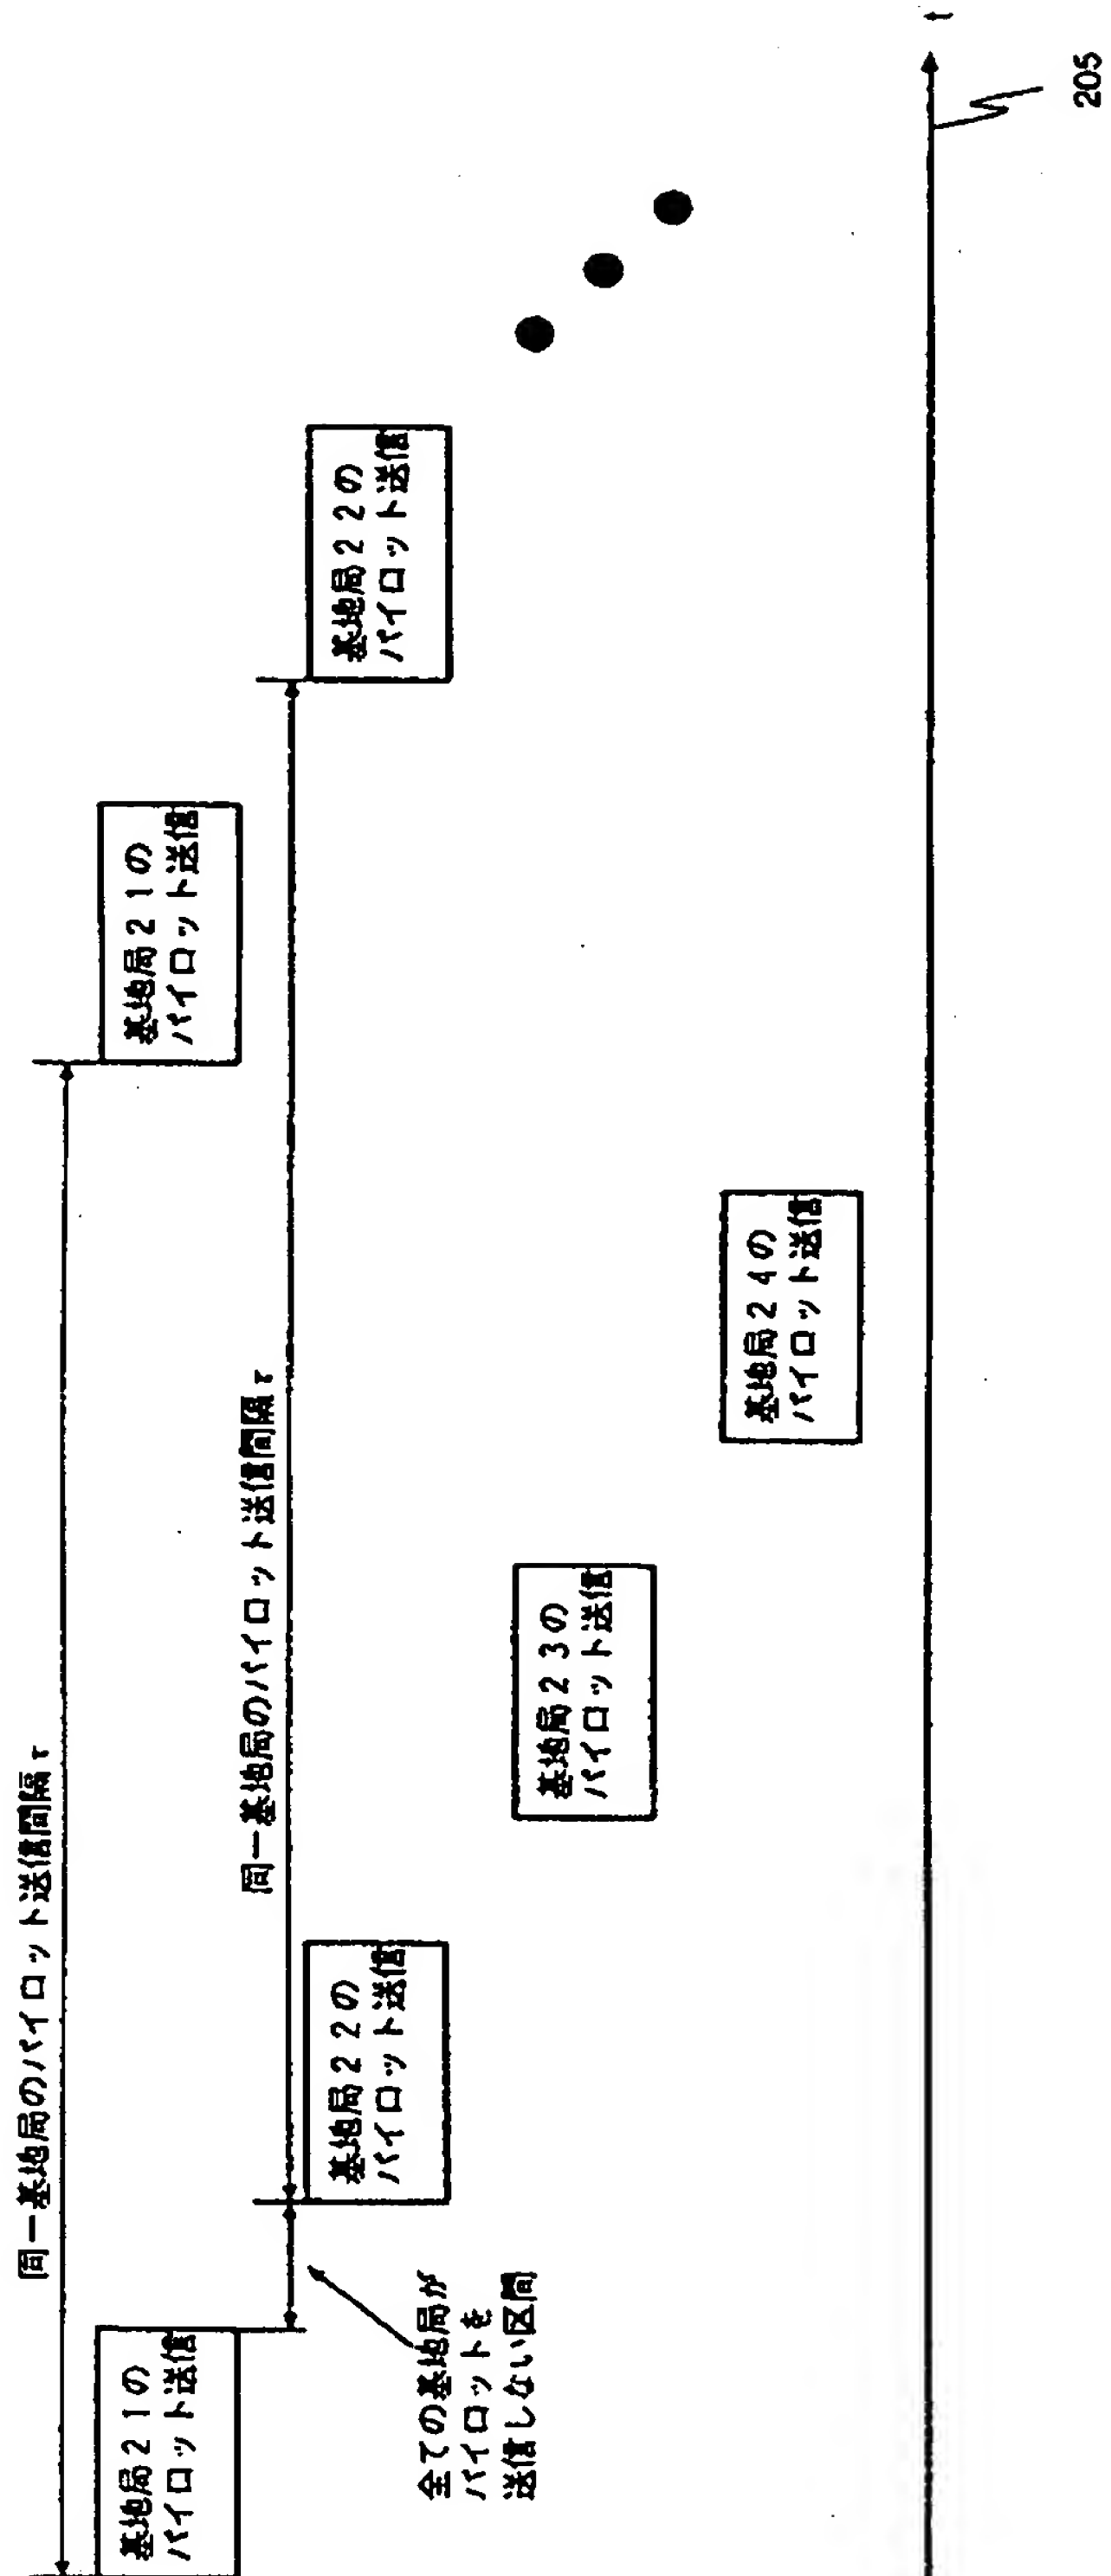 同一基地局のパイロット送信間隔τ
基地局21の
パイロット送信
基地局21の
パイロット送信
同一基地局のパイロット送信間隔τ
基地局22の
パイロット送信
基地局22の
パイロット送信
全ての基地局が
パイロットを
送信しない区間
基地局23の
パイロット送信
基地局24の
パイロット送信
t
205